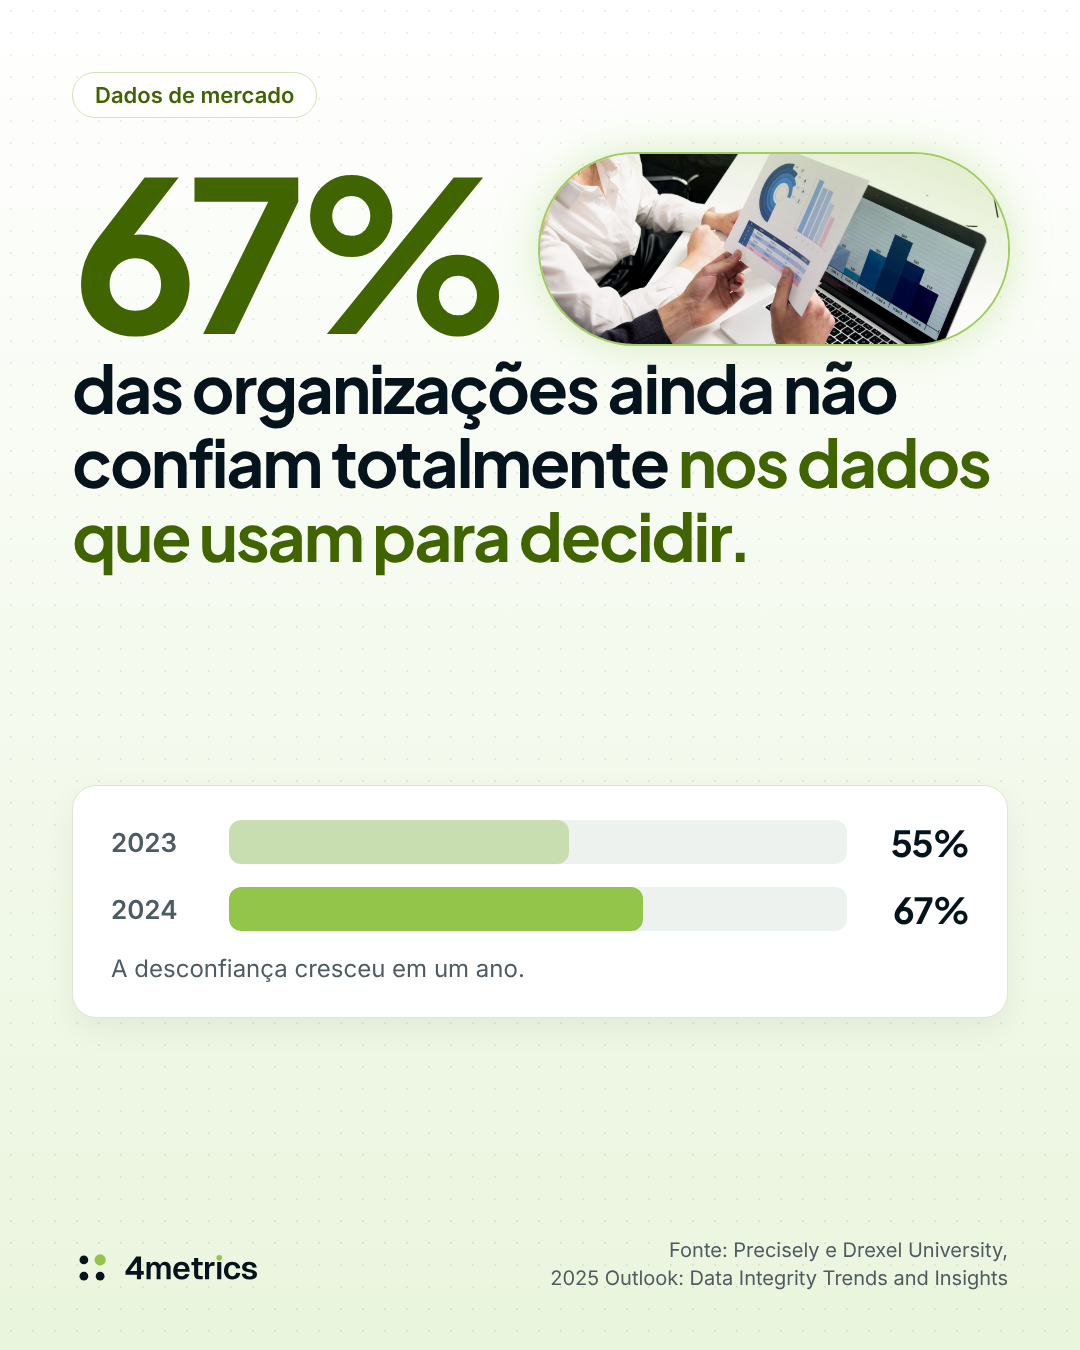 Dados de mercado
67%
das organizações ainda não
confiam totalmente nos dados
que usam para decidir.
2023 55%
2024 67%
A desconfiança cresceu em um ano.
4metrics
Fonte: Precisely e Drexel University,
2025 Outlook: Data Integrity Trends and Insights